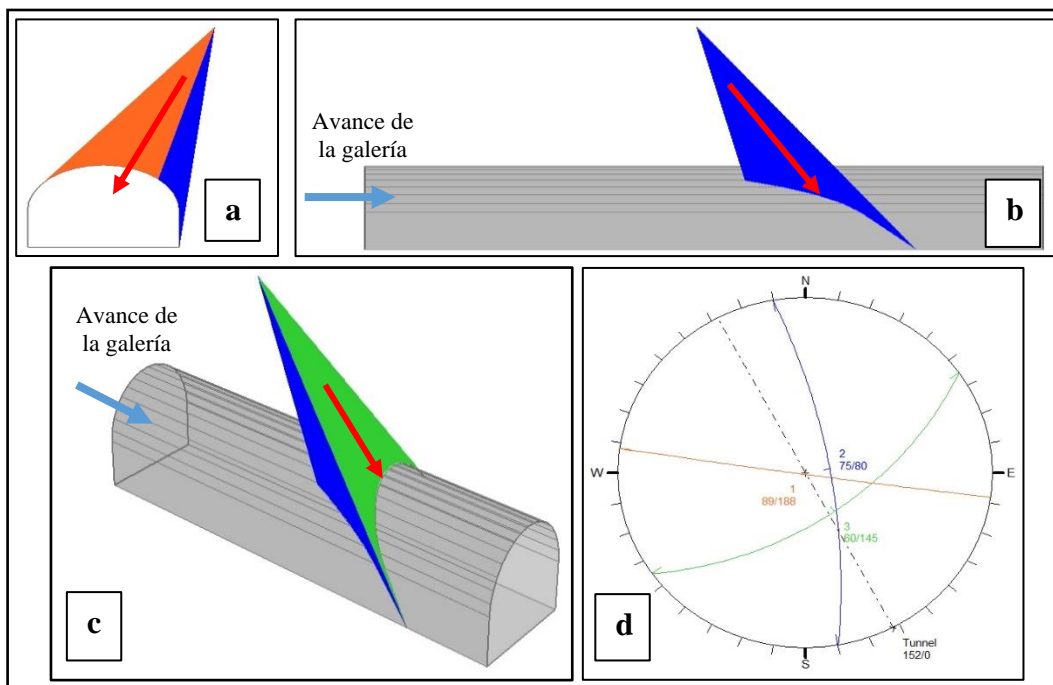 a
Avance de
la galería
b
Avance de
la galería
c
N
W
E
S
2
75/80
1
89/188
3
60/145
Tunnel
152/0
d